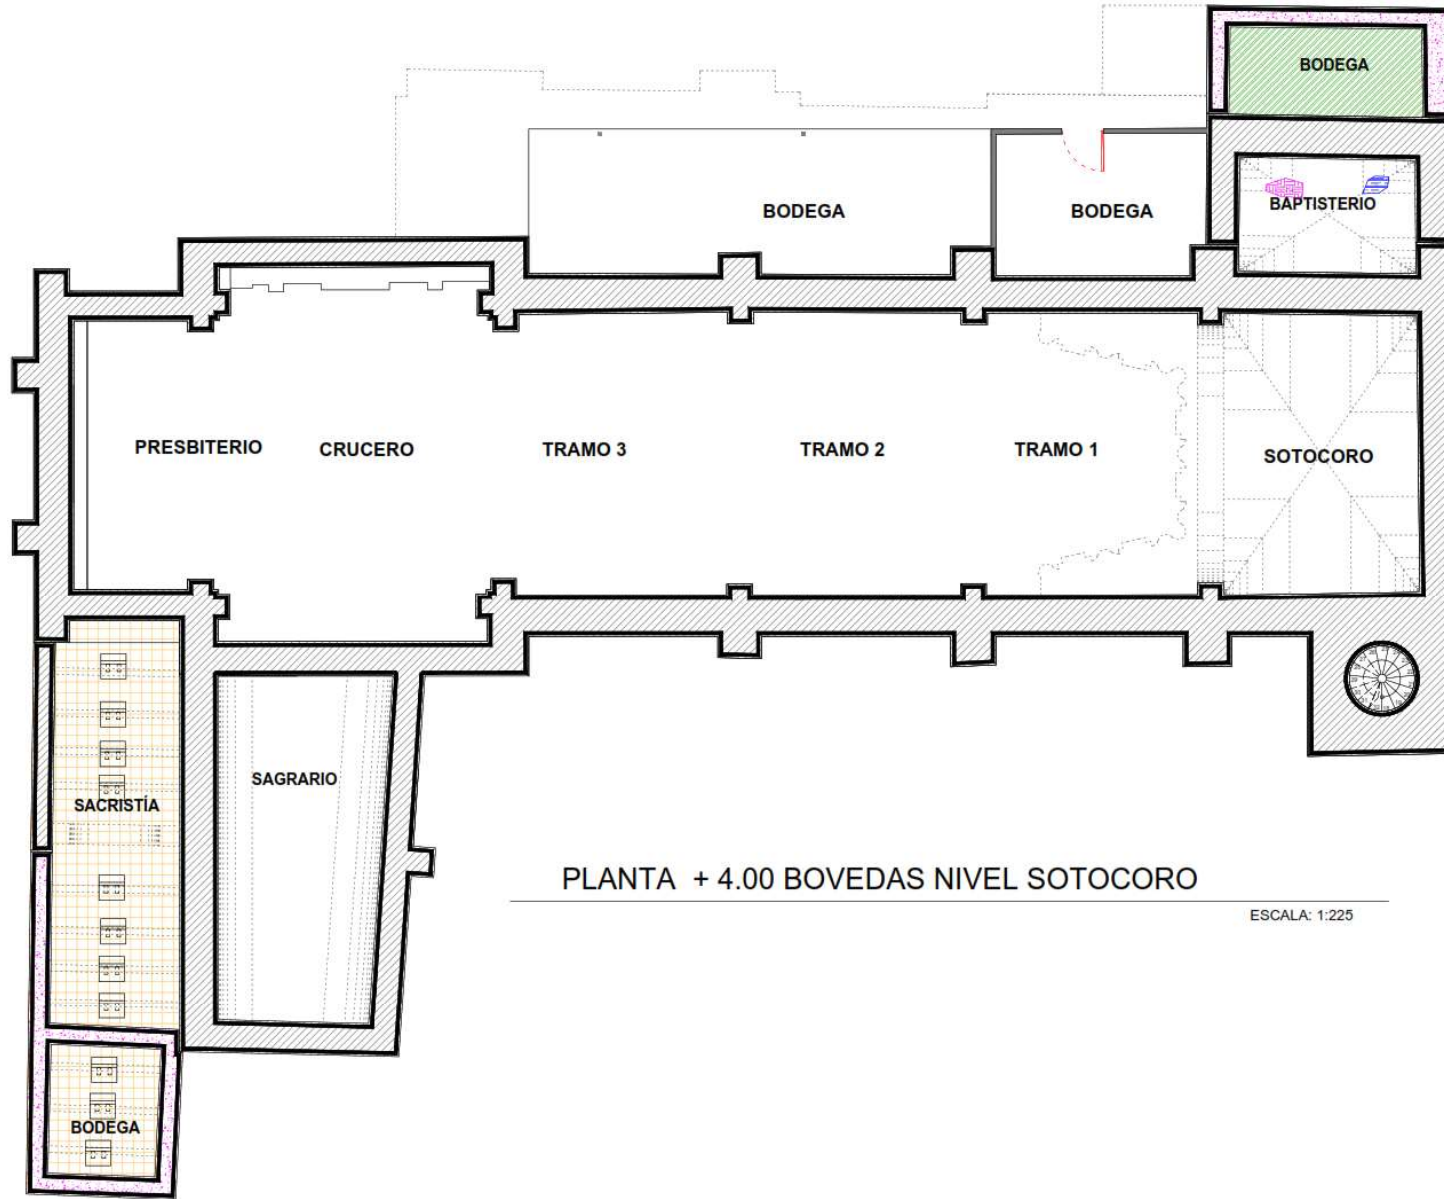 BODEGA
BAPTISTERIO
BODEGA
BODEGA
PRESBITERIO
CRUCERO
TRAMO 3
TRAMO 2
TRAMO 1
SOTOCORO
SAGRARIO
SACRISTÍA
PLANTA + 4.00 BOVEDAS NIVEL SOTOCORO
ESCALA: 1:225
BODEGA